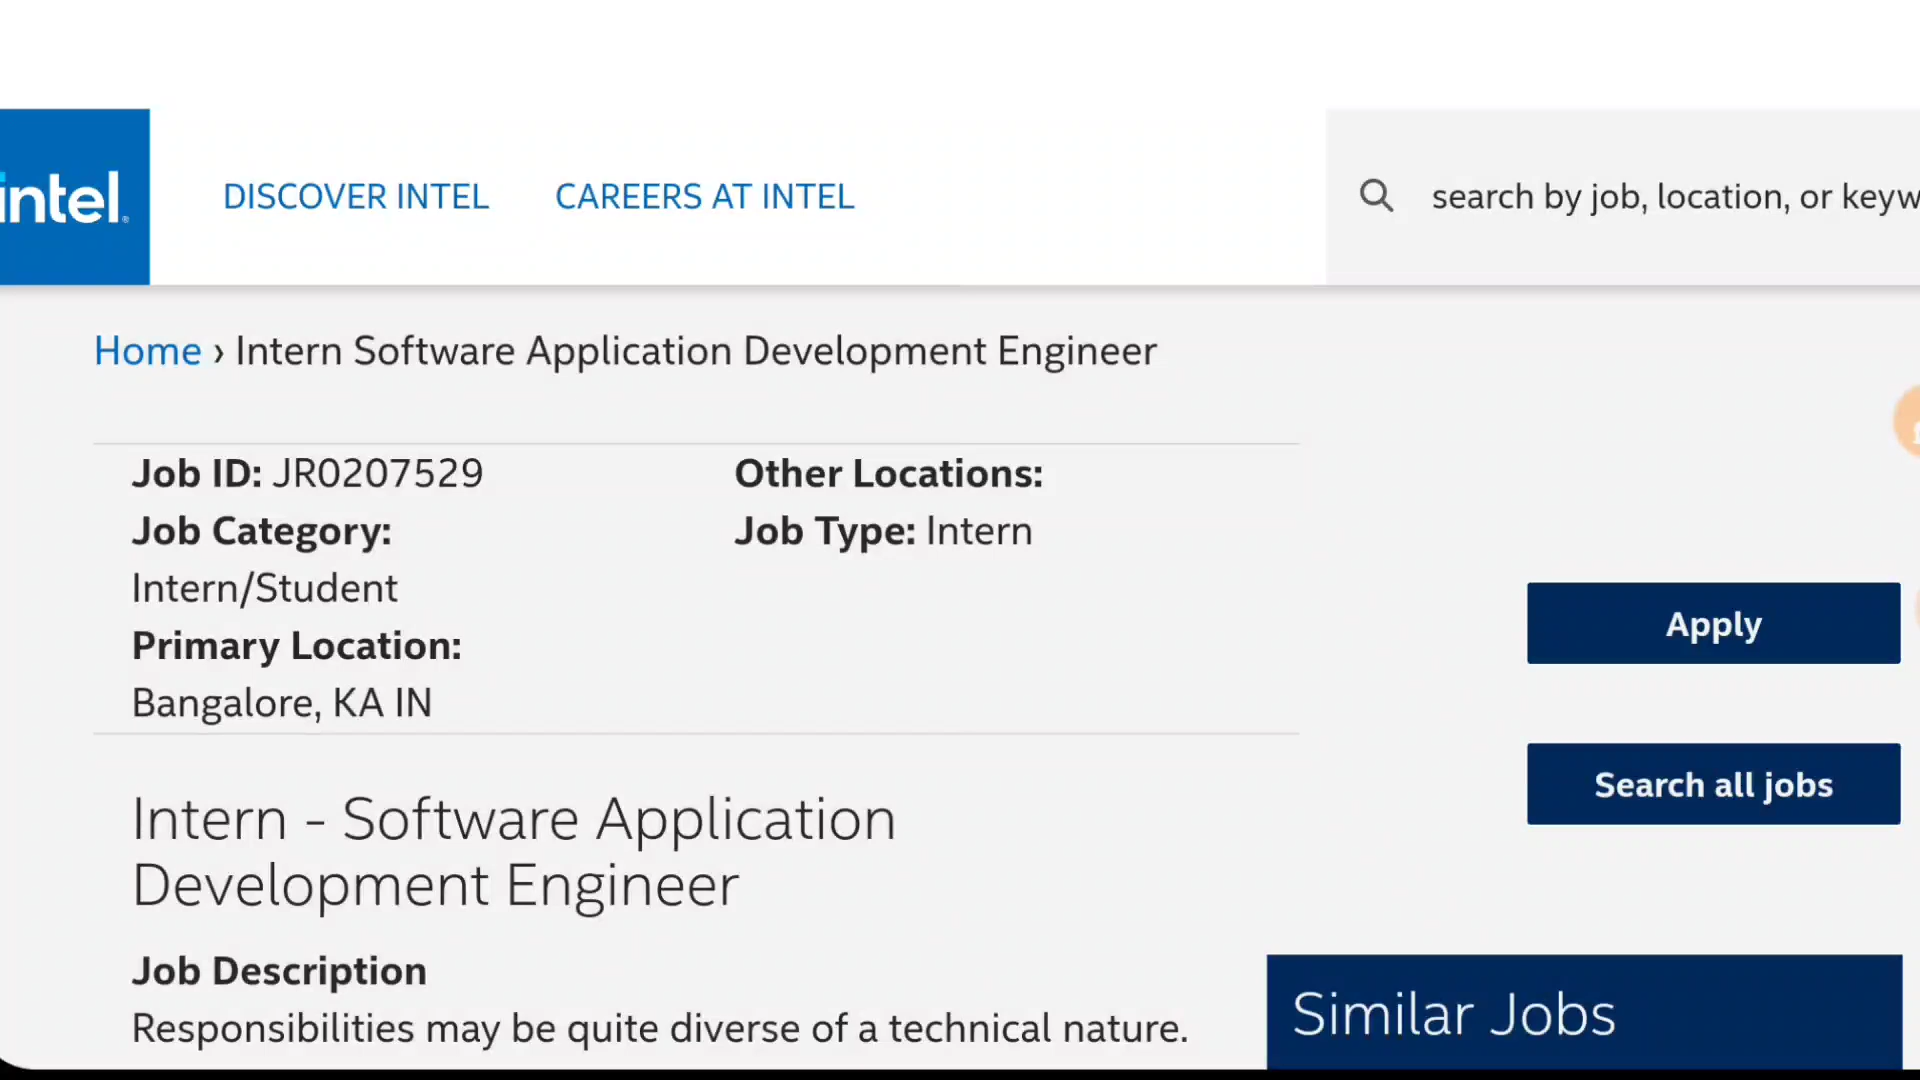 intel.
DISCOVER INTEL CAREERS AT INTEL
search by job, location, or keyw
Home › Intern Software Application Development Engineer
Job ID: JR0207529
Other Locations:
Job Category:
Job Type: Intern
Intern/Student
Primary Location:
Bangalore, KA IN
Apply
Search all jobs
Intern - Software Application
Development Engineer
Job Description
Responsibilities may be quite diverse of a technical nature.
Similar Jobs